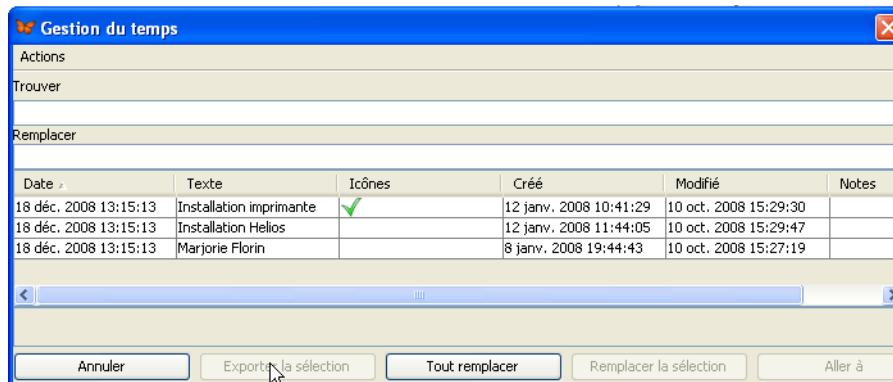 Gestion du temps
Actions
Trouver
Remplacer
Date Texte Icônes Créé Modifié Notes
18 déc. 2008 13:15:13 Installation imprimante 12 janv. 2008 10:41:29 10 oct. 2008 15:29:30
18 déc. 2008 13:15:13 Installation Helios 12 janv. 2008 11:44:05 10 oct. 2008 15:29:47
18 déc. 2008 13:15:13 Marjorie Florin 8 janv. 2008 19:44:43 10 oct. 2008 15:27:19
Annuler Exporter la sélection Tout remplacer Remplacer la sélection Aller à